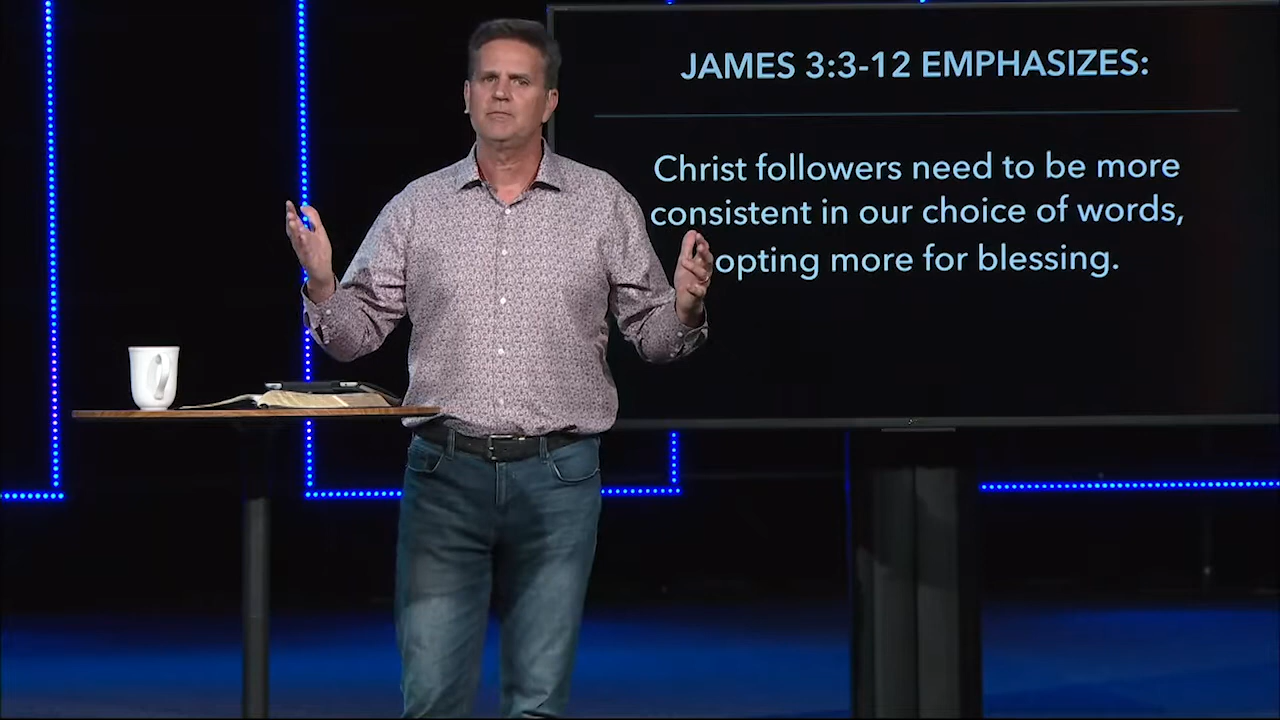 JAMES 3:3-12 EMPHASIZES:
Christ followers need to be more
consistent in our choice of words,
opting more for blessing.